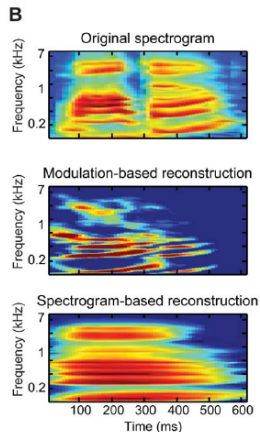 B
Original spectrogram
Frequency (kHz)
7
1
0.2
Modulation-based reconstruction
Frequency (kHz)
7
1
0.2
Spectrogram-based reconstruction
Frequency (kHz)
7
1
0.2
100 200 300 400 500 600
Time (ms)